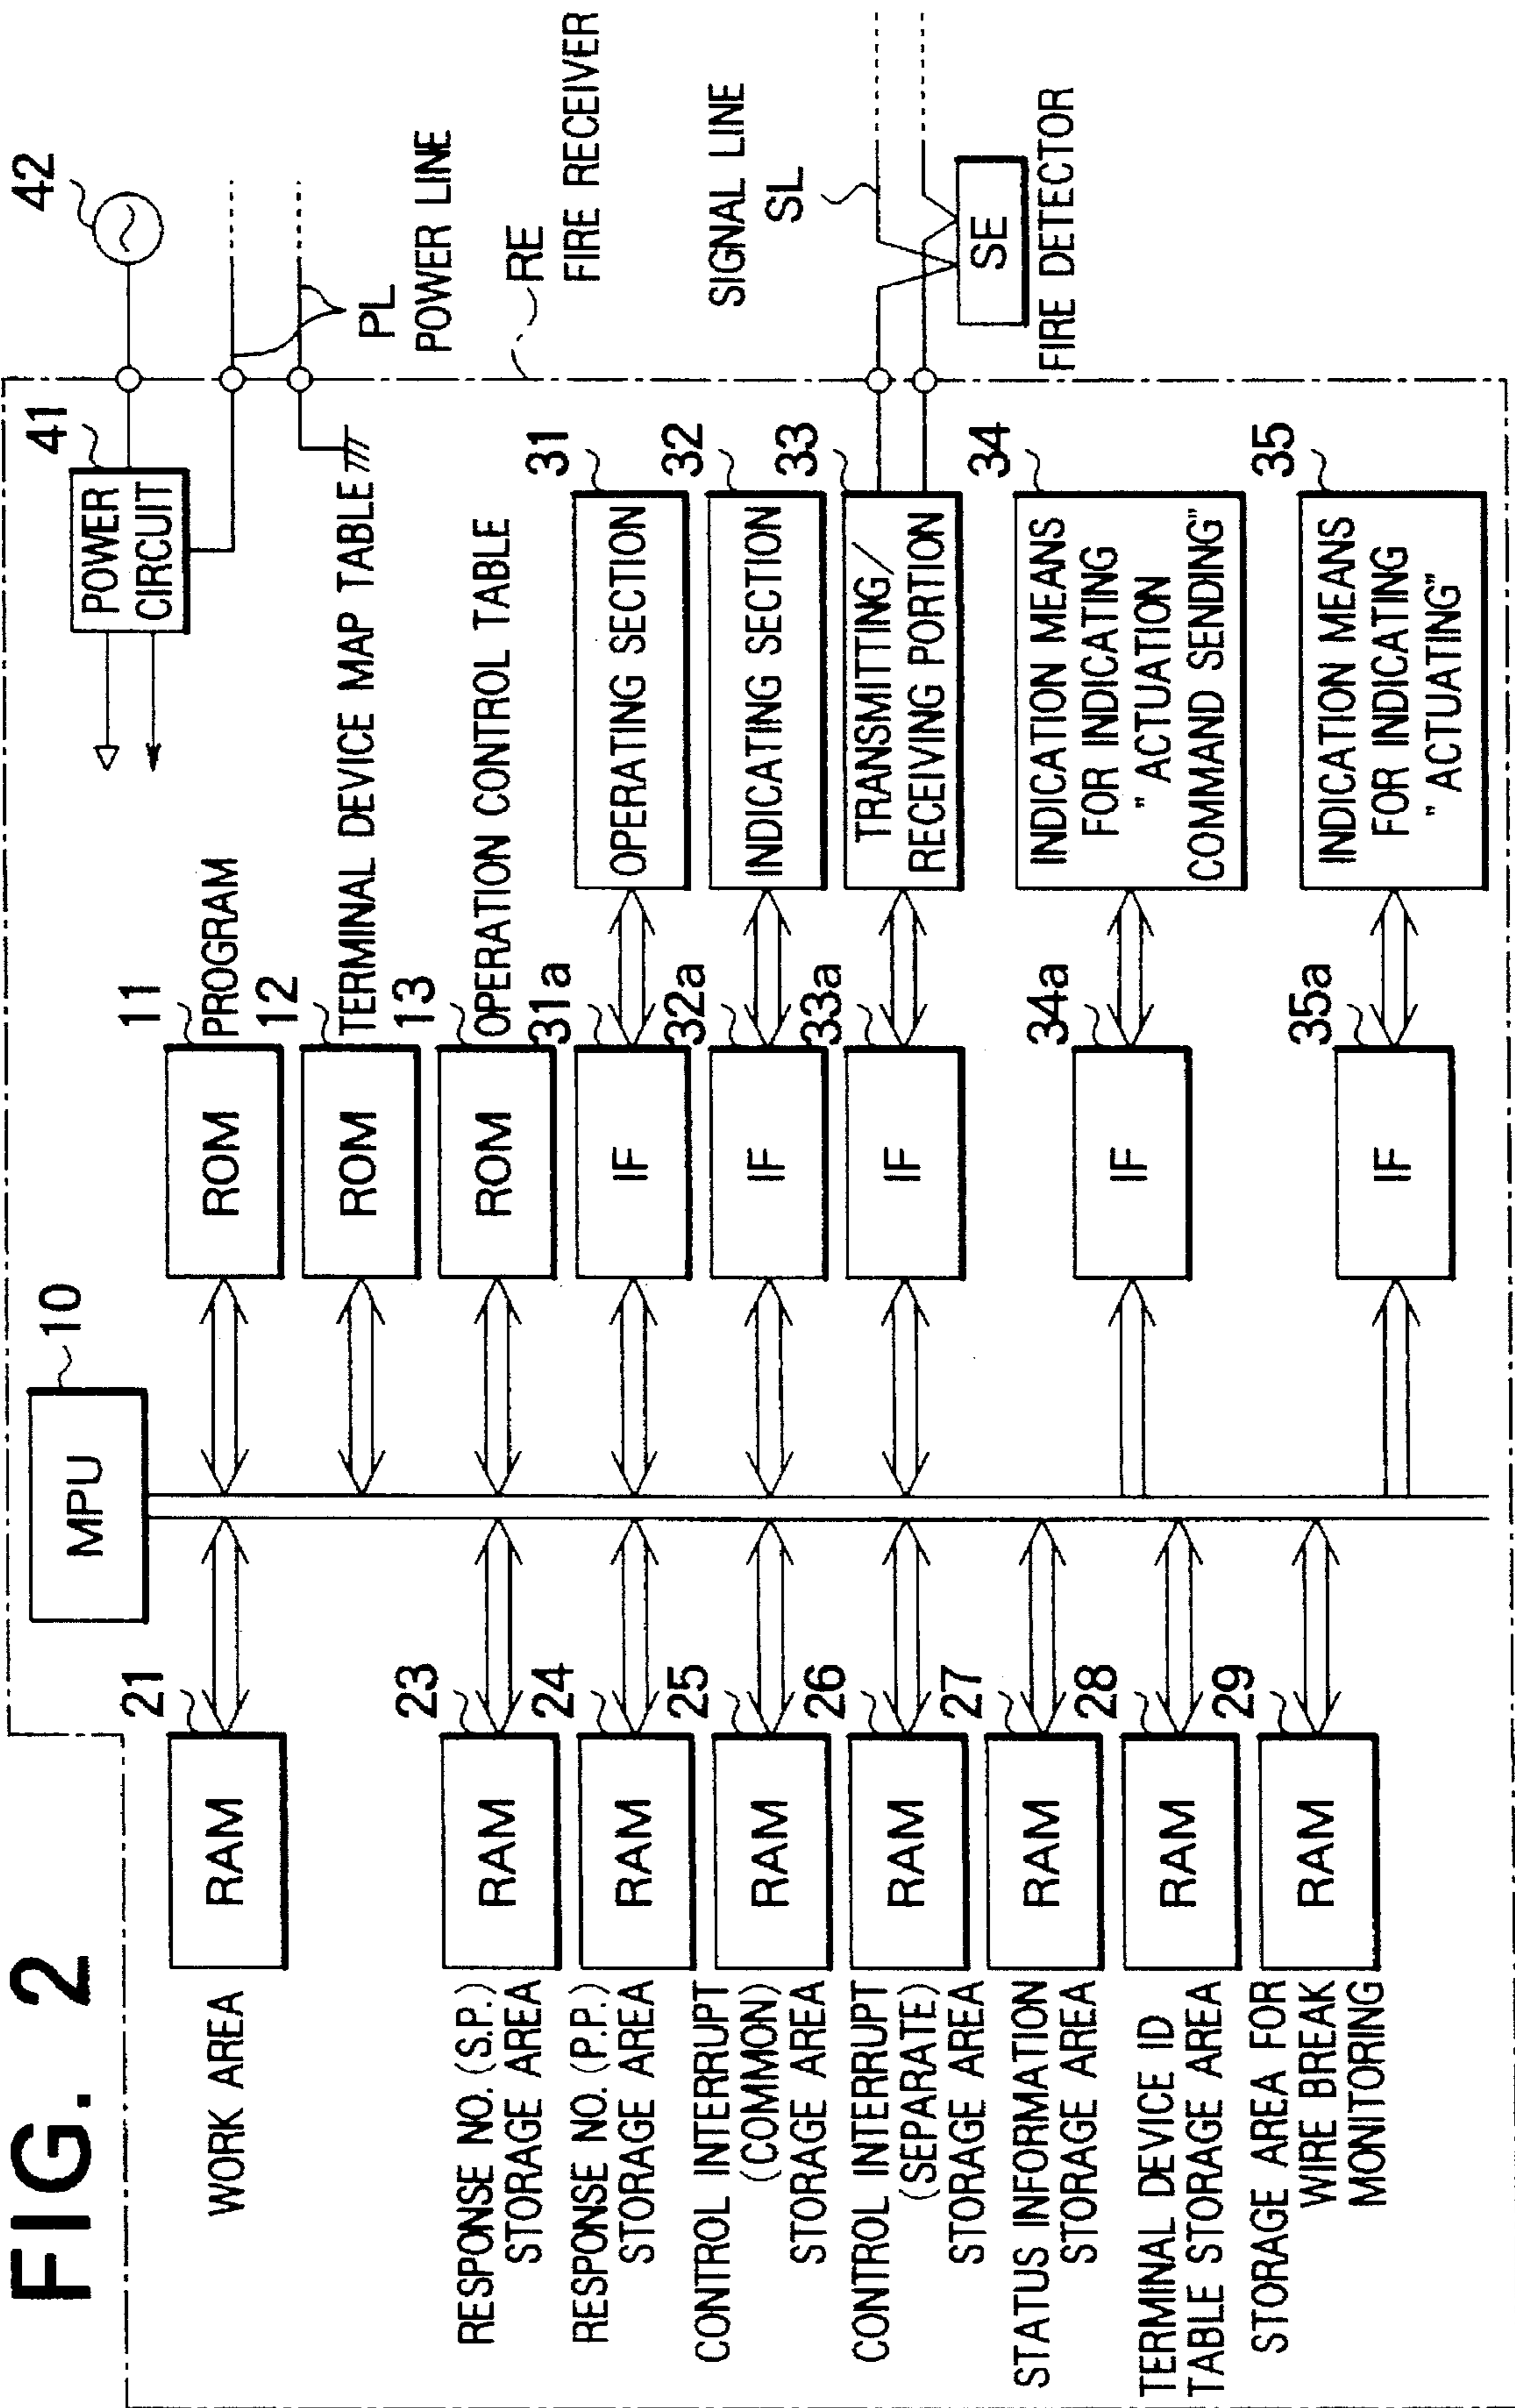 FIG. 2
MPU
10
42
41
POWER
CIRCUIT
PL
POWER LINE
RE
FIRE RECEIVER
21
RAM
WORK AREA
11
ROM
PROGRAM
12
ROM
TERMINAL DEVICE MAP TABLE
13
ROM
OPERATION CONTROL TABLE
23
RAM
RESPONSE NO. (S.P.)
STORAGE AREA
24
RAM
RESPONSE NO. (P.P.)
STORAGE AREA
25
RAM
CONTROL INTERRUPT
(COMMON)
STORAGE AREA
26
RAM
CONTROL INTERRUPT
(SEPARATE)
STORAGE AREA
27
RAM
STATUS INFORMATION
STORAGE AREA
28
RAM
TERMINAL DEVICE ID
TABLE STORAGE AREA
29
RAM
STORAGE AREA FOR
WIRE BREAK
MONITORING
31a
IF
31
OPERATING SECTION
32a
IF
32
INDICATING SECTION
33a
IF
33
TRANSMITTING/
RECEIVING PORTION
SIGNAL LINE
SL
SE
FIRE DETECTOR
34a
IF
34
INDICATION MEANS
FOR INDICATING
" ACTUATION
COMMAND SENDING"
35a
IF
35
INDICATION MEANS
FOR INDICATING
" ACTUATING"